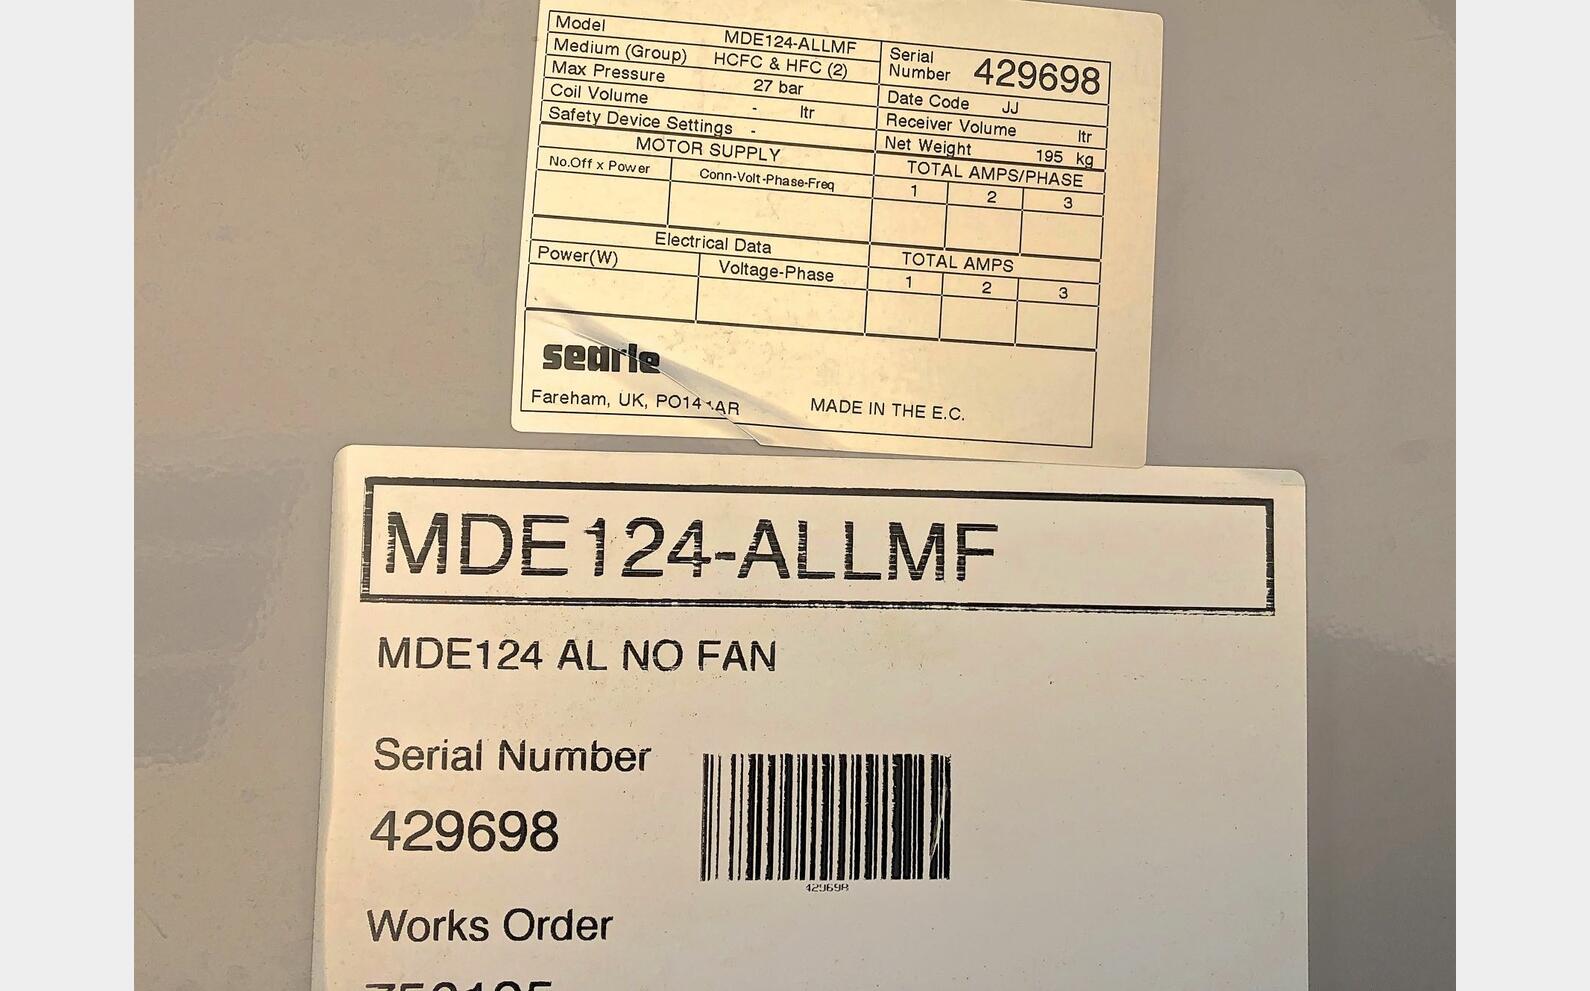 Model MDE124-ALLMF
Medium (Group) HCFC & HFC (2)
Max Pressure 27 bar
Coil Volume - ltr
Safety Device Settings -
Serial Number 429698
Date Code JJ
Receiver Volume ltr
Net Weight 195 kg
MOTOR SUPPLY
No.Off x Power Conn-Volt-Phase-Freq
TOTAL AMPS/PHASE
1 2 3
Electrical Data
Power(W) Voltage-Phase
TOTAL AMPS
1 2 3
searle
Fareham, UK, MADE IN THE E.C.
MDE124-ALLMF
MDE124 AL NO FAN
Serial Number
429698
429698
Works Order